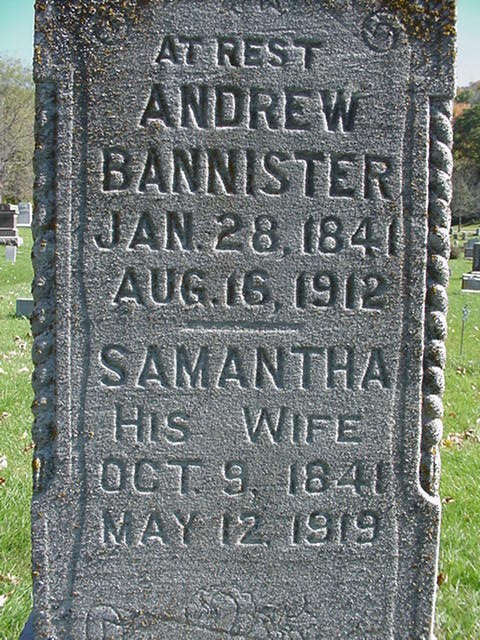 AT REST
ANDREW
BANNISTER
JAN. 28, 1841
AUG. 16, 1912
SAMANTHA
HIS WIFE
OCT. 9, 1841
MAY 12, 1919